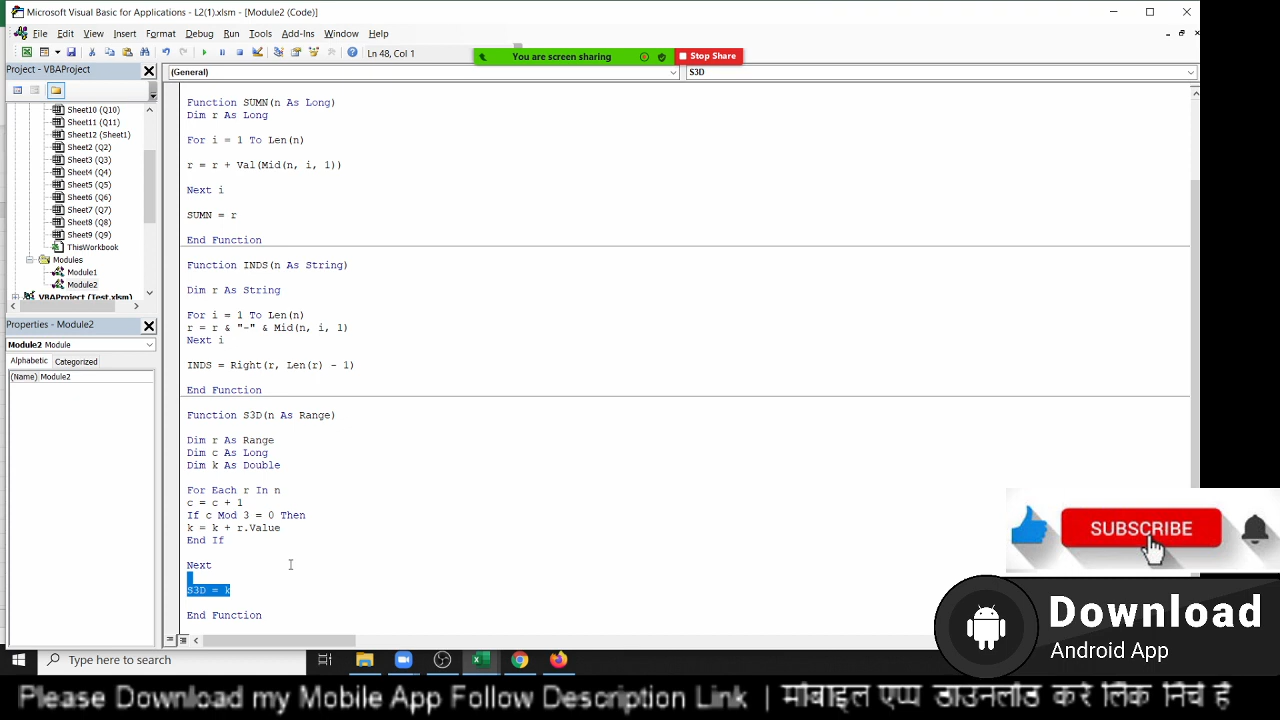 Microsoft Visual Basic for Applications - L2(1).xlsm - [Module2 (Code)]
File Edit View Insert Format Debug Run Tools Add-Ins Window Help
Ln 48, Col 1
You are screen sharing
Stop Share
Project - VBAProject
(General)
S3D
Sheet10 (Q10)
Sheet11 (Q11)
Sheet12 (Sheet1)
Sheet2 (Q2)
Sheet3 (Q3)
Sheet4 (Q4)
Sheet5 (Q5)
Sheet6 (Q6)
Sheet7 (Q7)
Sheet8 (Q8)
Sheet9 (Q9)
ThisWorkbook
Modules
Module1
Module2
VBAProject (Test.xlsm)
Properties - Module2
Module2 Module
Alphabetic Categorized
(Name) Module2
Function SUMN(n As Long)
Dim r As Long
For i = 1 To Len(n)
r = r + Val(Mid(n, i, 1))
Next i
SUMN = r
End Function
Function INDS(n As String)
Dim r As String
For i = 1 To Len(n)
r = r & "-" & Mid(n, i, 1)
Next i
INDS = Right(r, Len(r) - 1)
End Function
Function S3D(n As Range)
Dim r As Range
Dim c As Long
Dim k As Double
For Each r In n
c = c + 1
If c Mod 3 = 0 Then
k = k + r.Value
End If
Next
S3D = k
End Function
SUBSCRIBE
Download
Android App
Type here to search
Please Download my Mobile App Follow Description Link | मोबाइल एप्प डाउनलोड करे लिंक निचे है